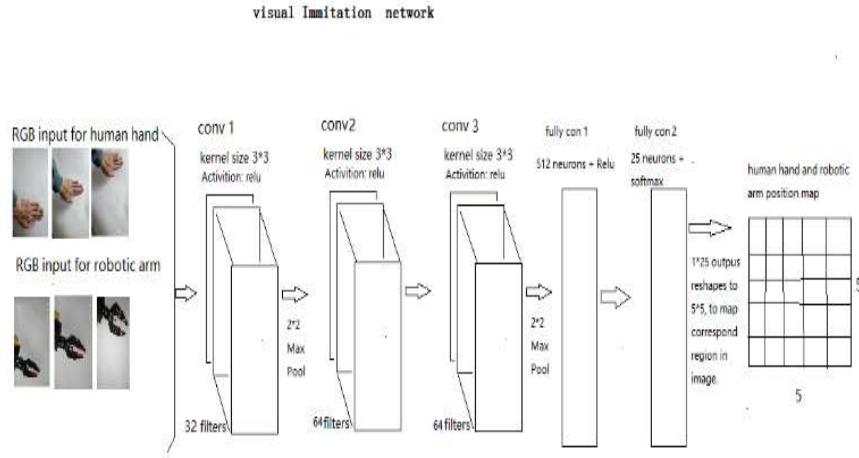 visual Immitation network
RGB input for human hand
RGB input for robotic arm
conv 1
kernel size 3*3
Activition: relu
32 filters
2*2
Max
Pool
conv2
kernel size 3*3
Activition: relu
64 filters
conv 3
kernel size 3*3
Activition: relu
64 filters
2*2
Max
Pool
fully con 1
512 neurons + Relu
fully con 2
25 neurons +
softmax
1*25 outpus
reshapes to
5*5, to map
correspond
region in
image.
human hand and robotic
arm position map
5
5